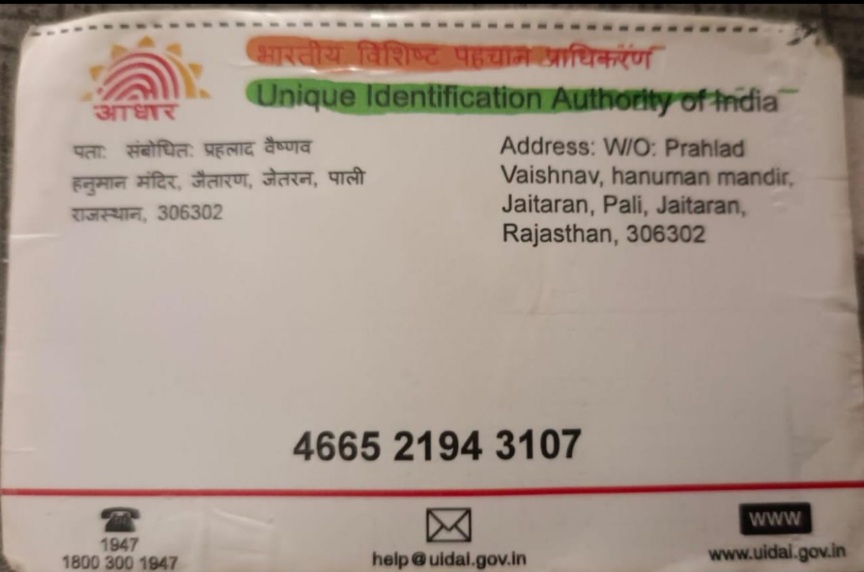 भारतीय विशिष्ट पहचान प्राधिकरण
Unique Identification Authority of India
आधार
पता: संबोधित: प्रहलाद वैष्णव
हनुमान मंदिर, जैतारण, जेतरन, पाली
राजस्थान, 306302
Address: W/O: Prahlad
Vaishnav, hanuman mandir,
Jaitaran, Pali, Jaitaran,
Rajasthan, 306302
4665 2194 3107
1947
1800 300 1947
help@uidai.gov.in
WWW
www.uidai.gov.in